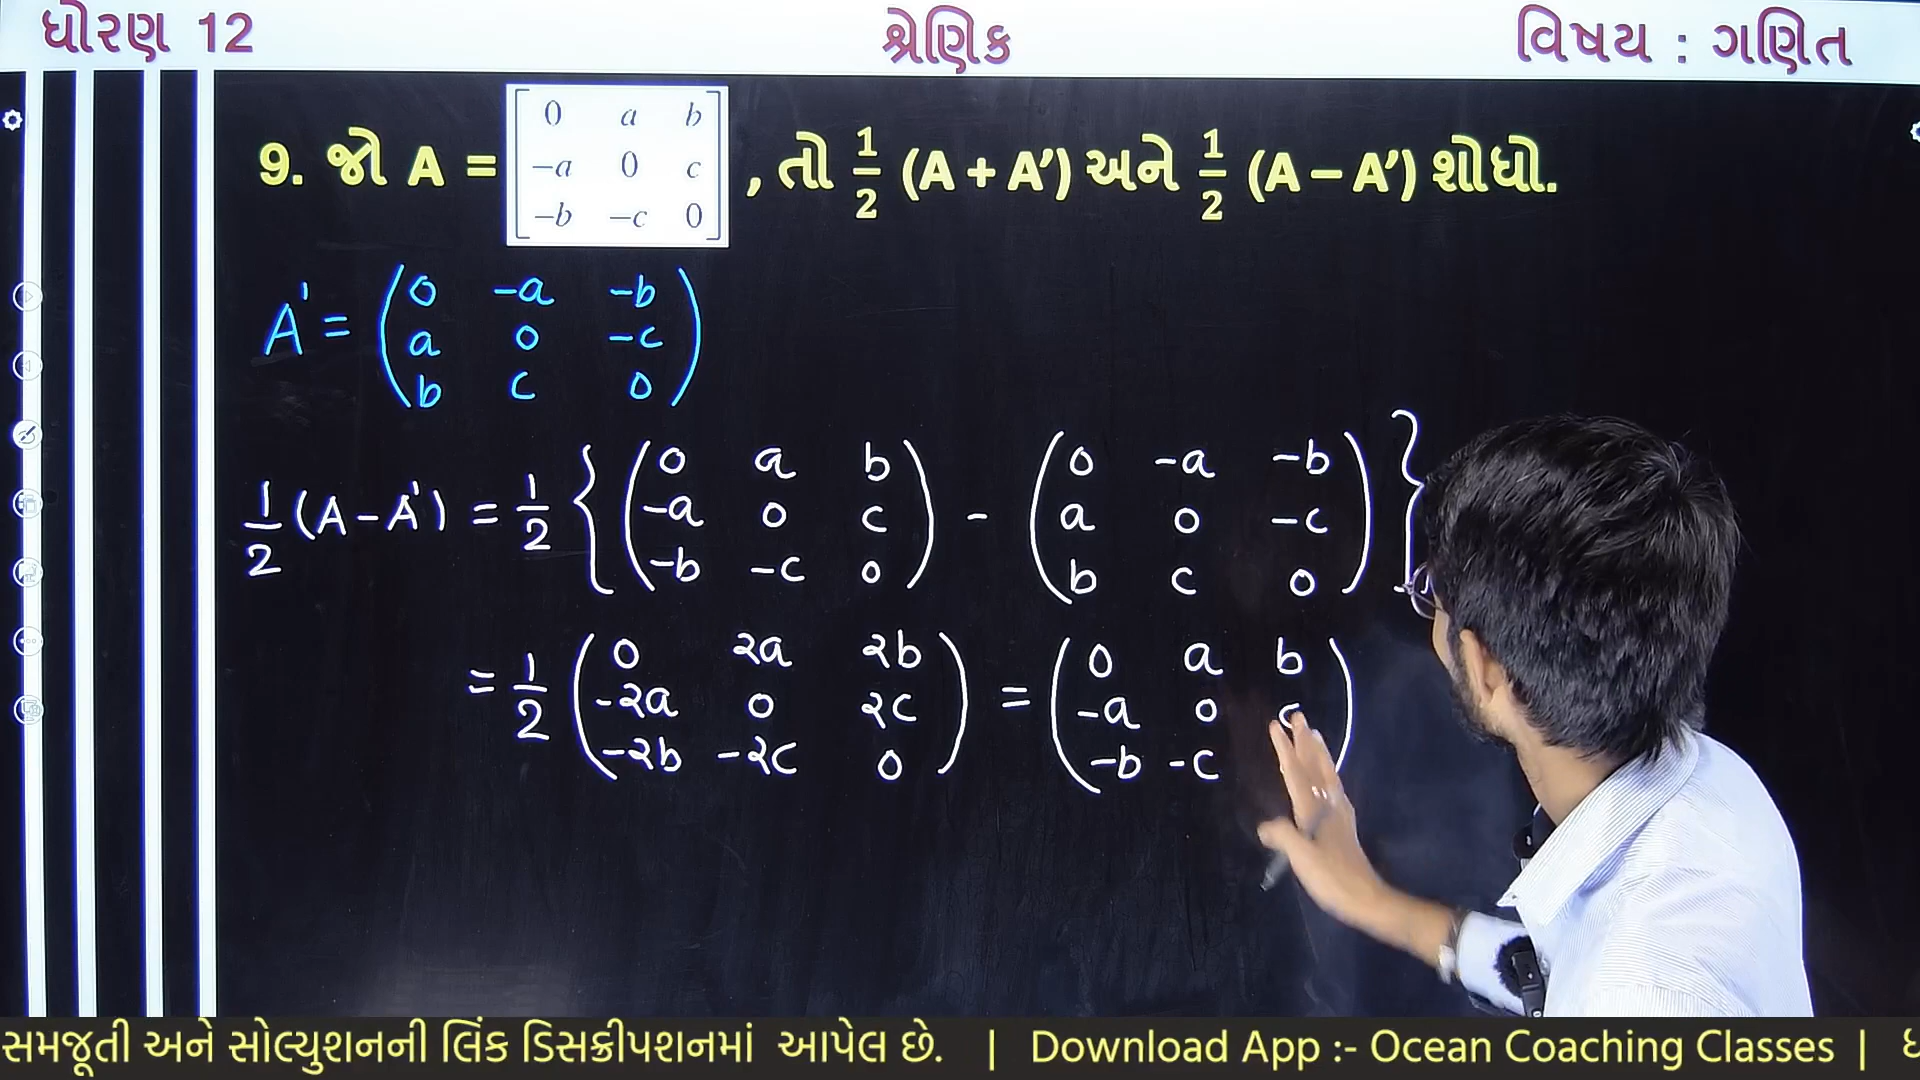 ધોરણ 12 શ્રેણિક વિષય : ગણિત
9. જો A = [0 a b; -a 0 c; -b -c 0] , તો 1/2 (A + A′) અને 1/2 (A – A′) શોધો.
A' = (0 -a -b; a 0 -c; b c 0)
1/2 (A - A') = 1/2 {(0 a b; -a 0 c; -b -c 0) - (0 -a -b; a 0 -c; b c 0)}
= 1/2 (0 2a 2b; -2a 0 2c; -2b -2c 0) = (0 a b; -a 0 c; -b -c)
સમજૂતી અને સોલ્યુશનની લિંક ડિસક્રીપશનમાં આપેલ છે. | Download App :- Ocean Coaching Classes |